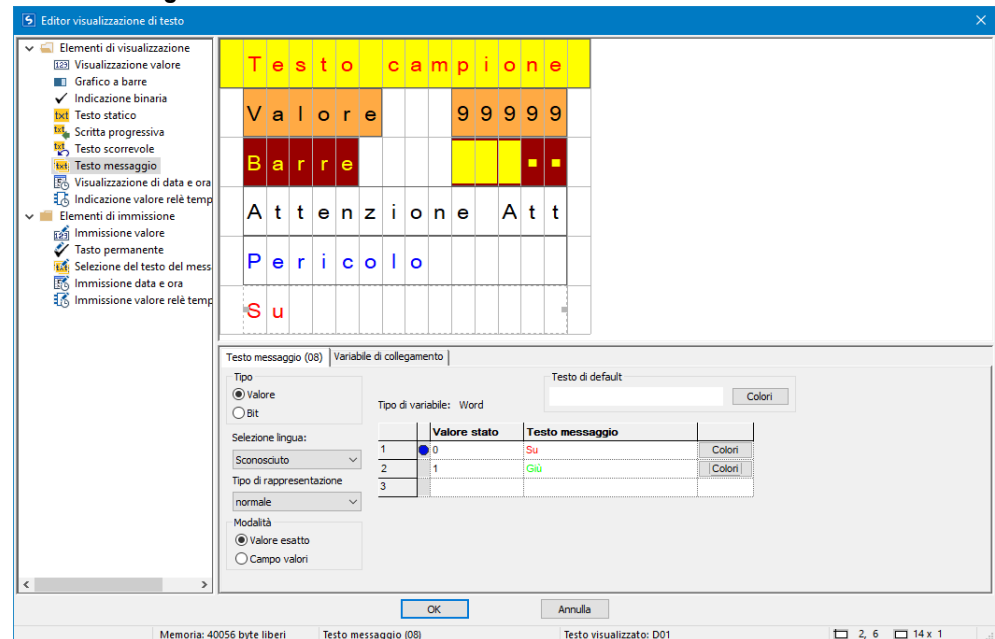 Editor visualizzazione di testo
Elementi di visualizzazione
Visualizzazione valore
Grafico a barre
Indicazione binaria
Testo statico
Scritta progressiva
Testo scorrevole
Testo messaggio
Visualizzazione di data e ora
Indicazione valore relè temp
Elementi di immissione
Immissione valore
Tasto permanente
Selezione del testo del mess
Immissione data e ora
Immissione valore relè temp
Testo campione
Valore 99999
Barre
Attenzione Att
Pericolo
Su
Testo messaggio (08) Variabile di collegamento
Tipo
Valore
Bit
Selezione lingua:
Sconosciuto
Tipo di rappresentazione
normale
Modalità
Valore esatto
Campo valori
Tipo di variabile: Word
Testo di default
Colori
Valore stato Testo messaggio
1 0 Su Colori
2 1 Giù Colori
3
OK Annulla
Memoria: 40056 byte liberi Testo messaggio (08) Testo visualizzato: D01 2, 6 14 x 1